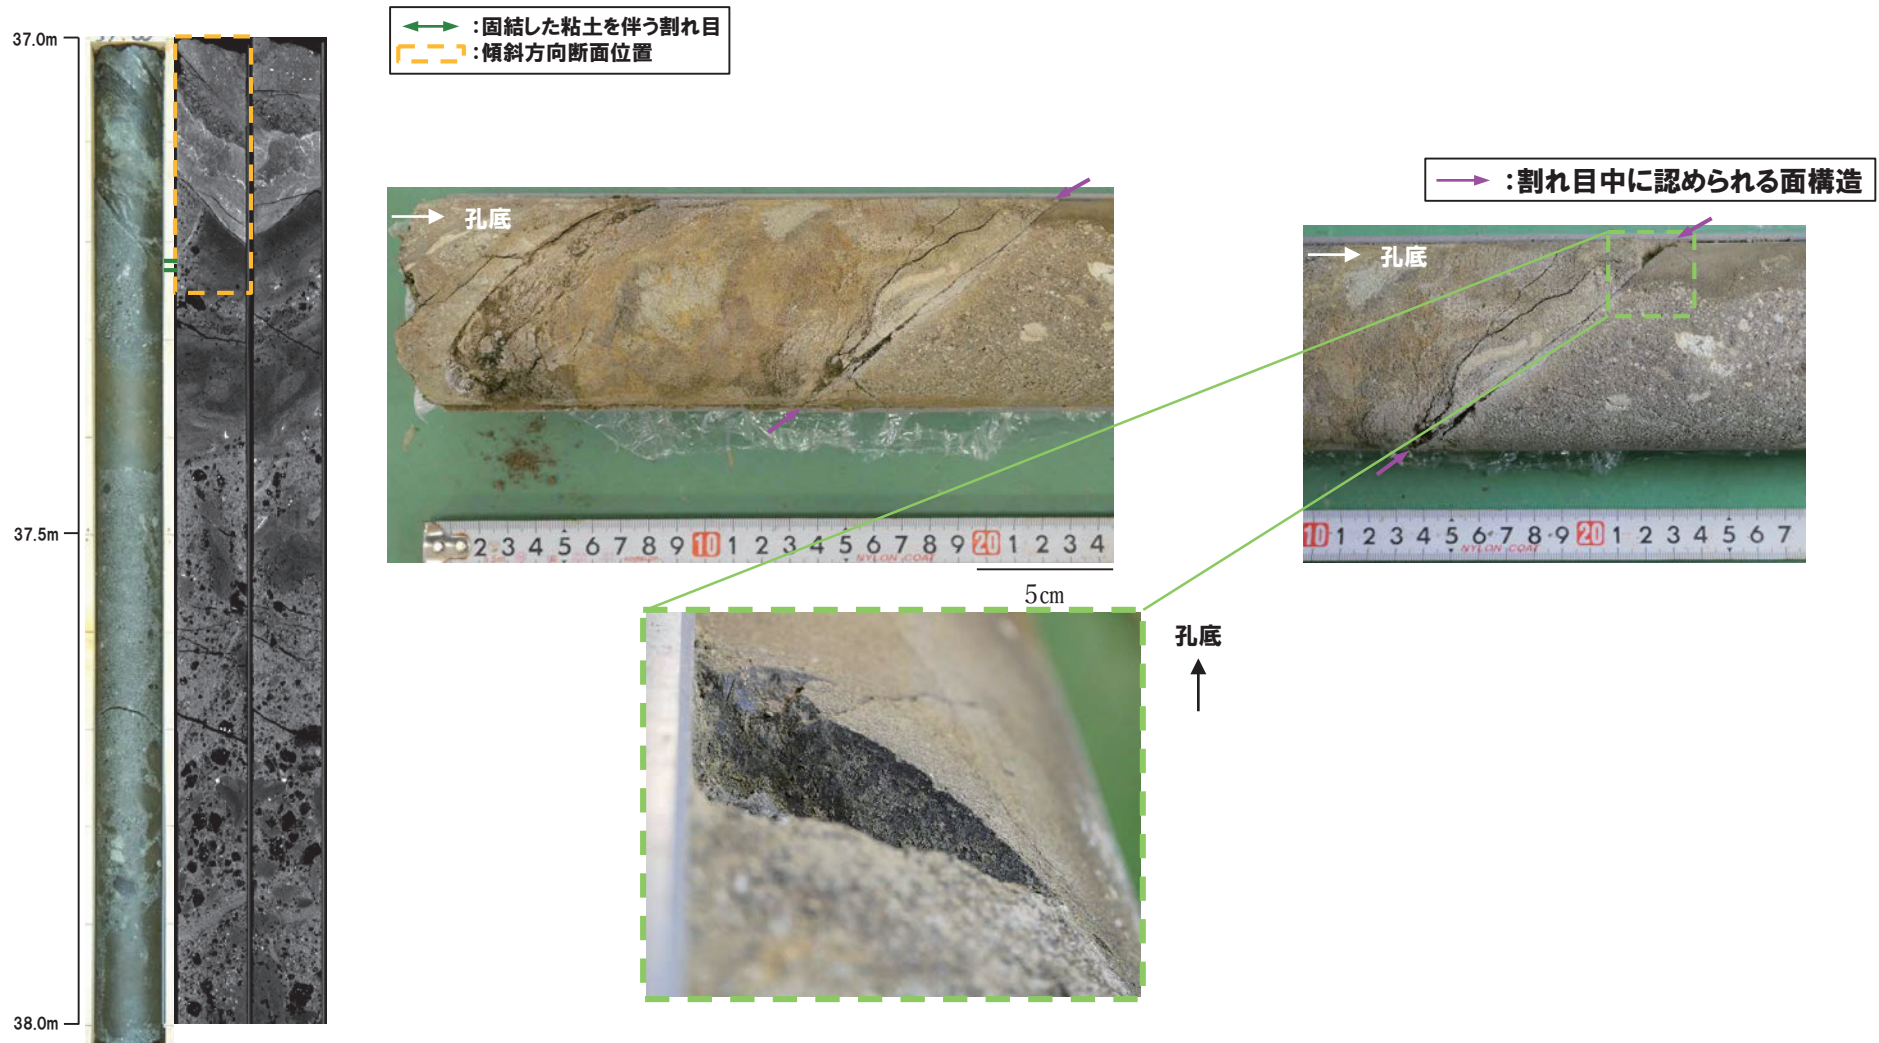 :固結した粘土を伴う割れ目
:傾斜方向断面位置
37.0m
37.5m
38.0m
:割れ目中に認められる面構造
孔底
孔底
2 3 4 5 6 7 8 9 10 1 2 3 4 5 6 7 8 9 20 1 2 3 4
NYLON COAT
10 1 2 3 4 5 6 7 8 9 20 1 2 3 4 5 6 7
NYLON COAT
5cm
孔底